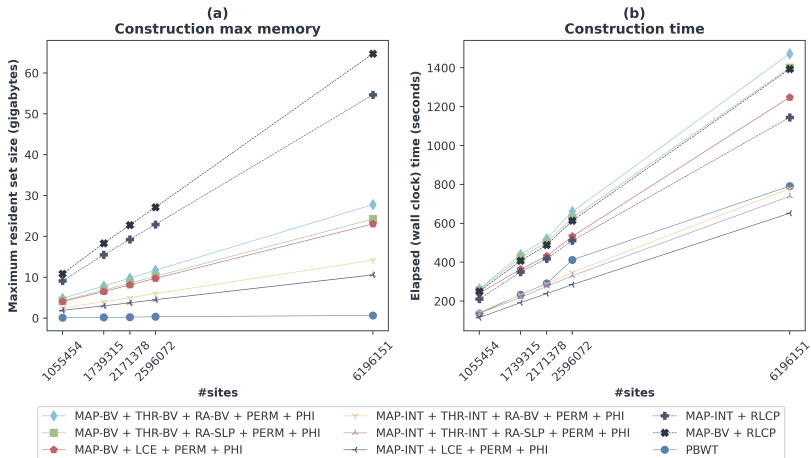 (a)
Construction max memory
Maximum resident set size (gigabytes)
60
50
40
30
20
10
0
1055454
1739315
2171378
2596072
6196151
#sites
(b)
Construction time
Elapsed (wall clock) time (seconds)
1400
1200
1000
800
600
400
200
1055454
1739315
2171378
2596072
6196151
#sites
MAP-BV + THR-BV + RA-BV + PERM + PHI
MAP-BV + THR-BV + RA-SLP + PERM + PHI
MAP-BV + LCE + PERM + PHI
MAP-INT + THR-INT + RA-BV + PERM + PHI
MAP-INT + THR-INT + RA-SLP + PERM + PHI
MAP-INT + LCE + PERM + PHI
MAP-INT + RLCP
MAP-BV + RLCP
PBWT